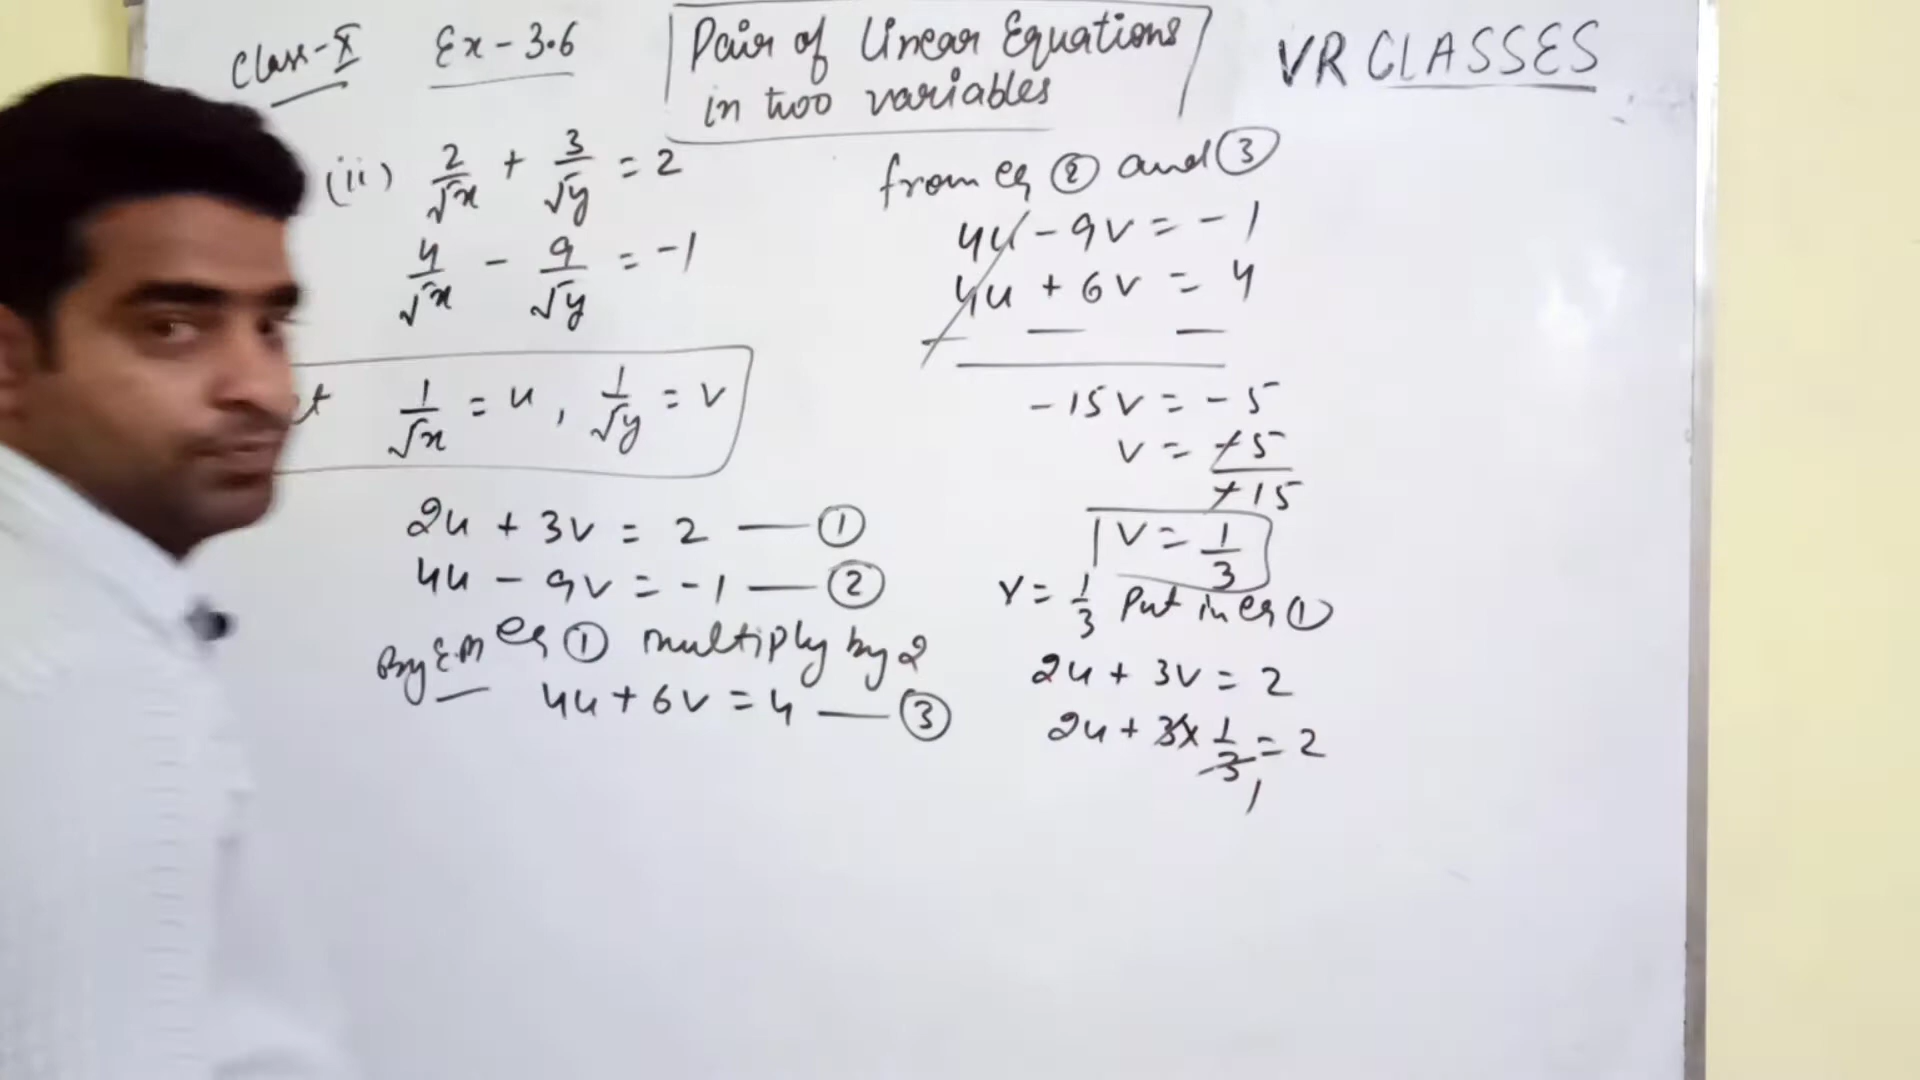 Class-X Ex-3.6 Pair of Linear Equations in two variables VR CLASSES
(ii) 2/√x + 3/√y = 2
4/√x - 9/√y = -1
1/√x = u, 1/√y = v
2u + 3v = 2 — ①
4u - 9v = -1 — ②
By E.M eq ① multiply by 2
4u + 6v = 4 — ③
from eq ② and ③
4u - 9v = -1
4u + 6v = 4
- — —
-15v = -5
v = -5/-15
v = 1/3
v = 1/3 Put in eq ①
2u + 3v = 2
2u + 3 x 1/3 = 2
1